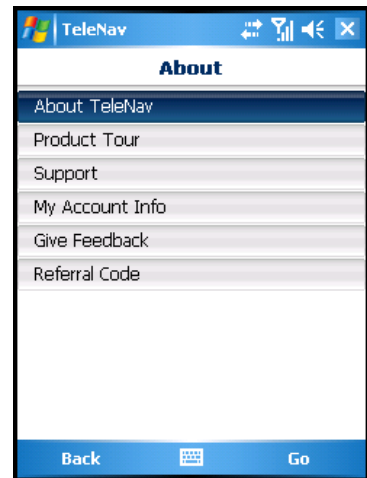 TeleNav
About
About TeleNav
Product Tour
Support
My Account Info
Give Feedback
Referral Code
Back Go